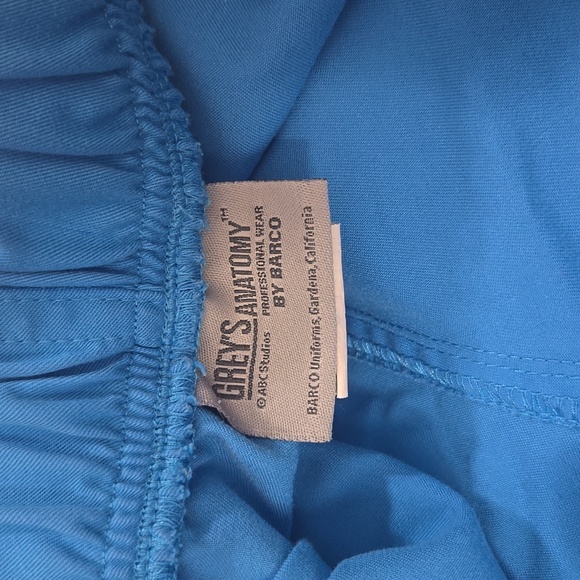 GREY'S ANATOMY™
PROFESSIONAL WEAR
BY BARCO
© ABC Studios
BARCO Uniforms, Gardena, California